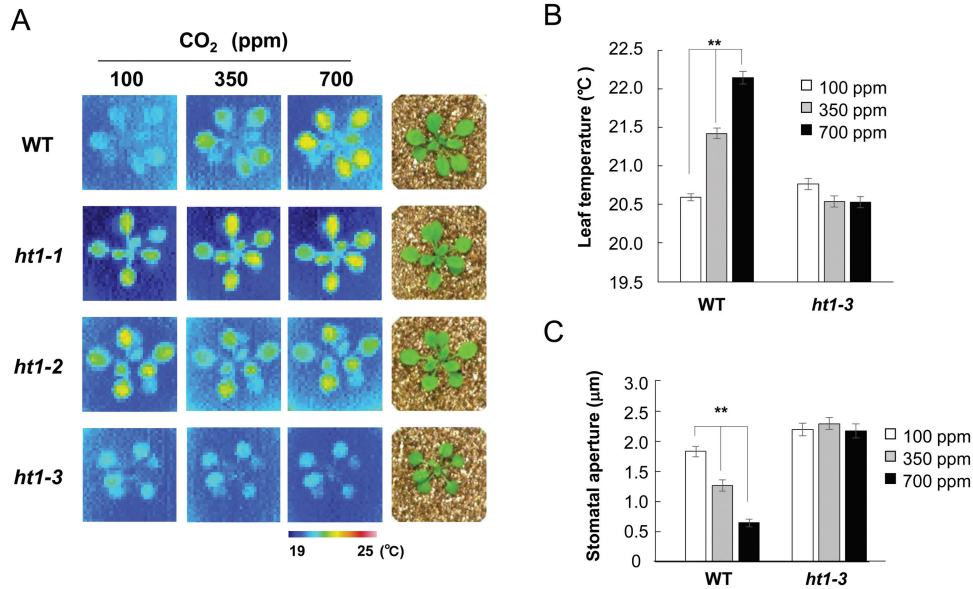 A
CO2 (ppm)
100 350 700
WT
ht1-1
ht1-2
ht1-3
19 25 (°C)
B
Leaf temperature (°C)
22.5
22.0
21.5
21.0
20.5
20.0
19.5
**
100 ppm
350 ppm
700 ppm
WT ht1-3
C
Stomatal aperture (μm)
3.0
2.5
2.0
1.5
1.0
0.5
0
**
100 ppm
350 ppm
700 ppm
WT ht1-3